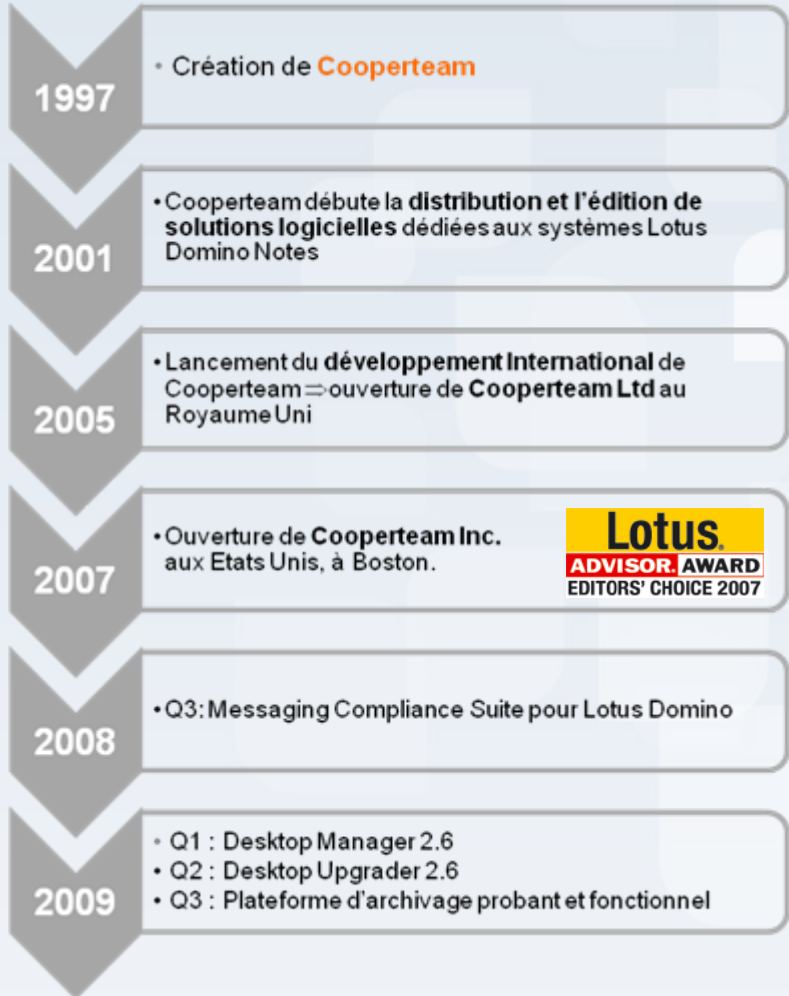 1997
• Création de Cooperteam
2001
• Cooperteam débute la distribution et l'édition de
solutions logicielles dédiées aux systèmes Lotus
Domino Notes
2005
• Lancement du développement International de
Cooperteam ⇒ ouverture de Cooperteam Ltd au
Royaume Uni
2007
• Ouverture de Cooperteam Inc.
aux Etats Unis, à Boston.
Lotus.
ADVISOR. AWARD
EDITORS' CHOICE 2007
2008
• Q3: Messaging Compliance Suite pour Lotus Domino
2009
• Q1 : Desktop Manager 2.6
• Q2 : Desktop Upgrader 2.6
• Q3 : Plateforme d'archivage probant et fonctionnel